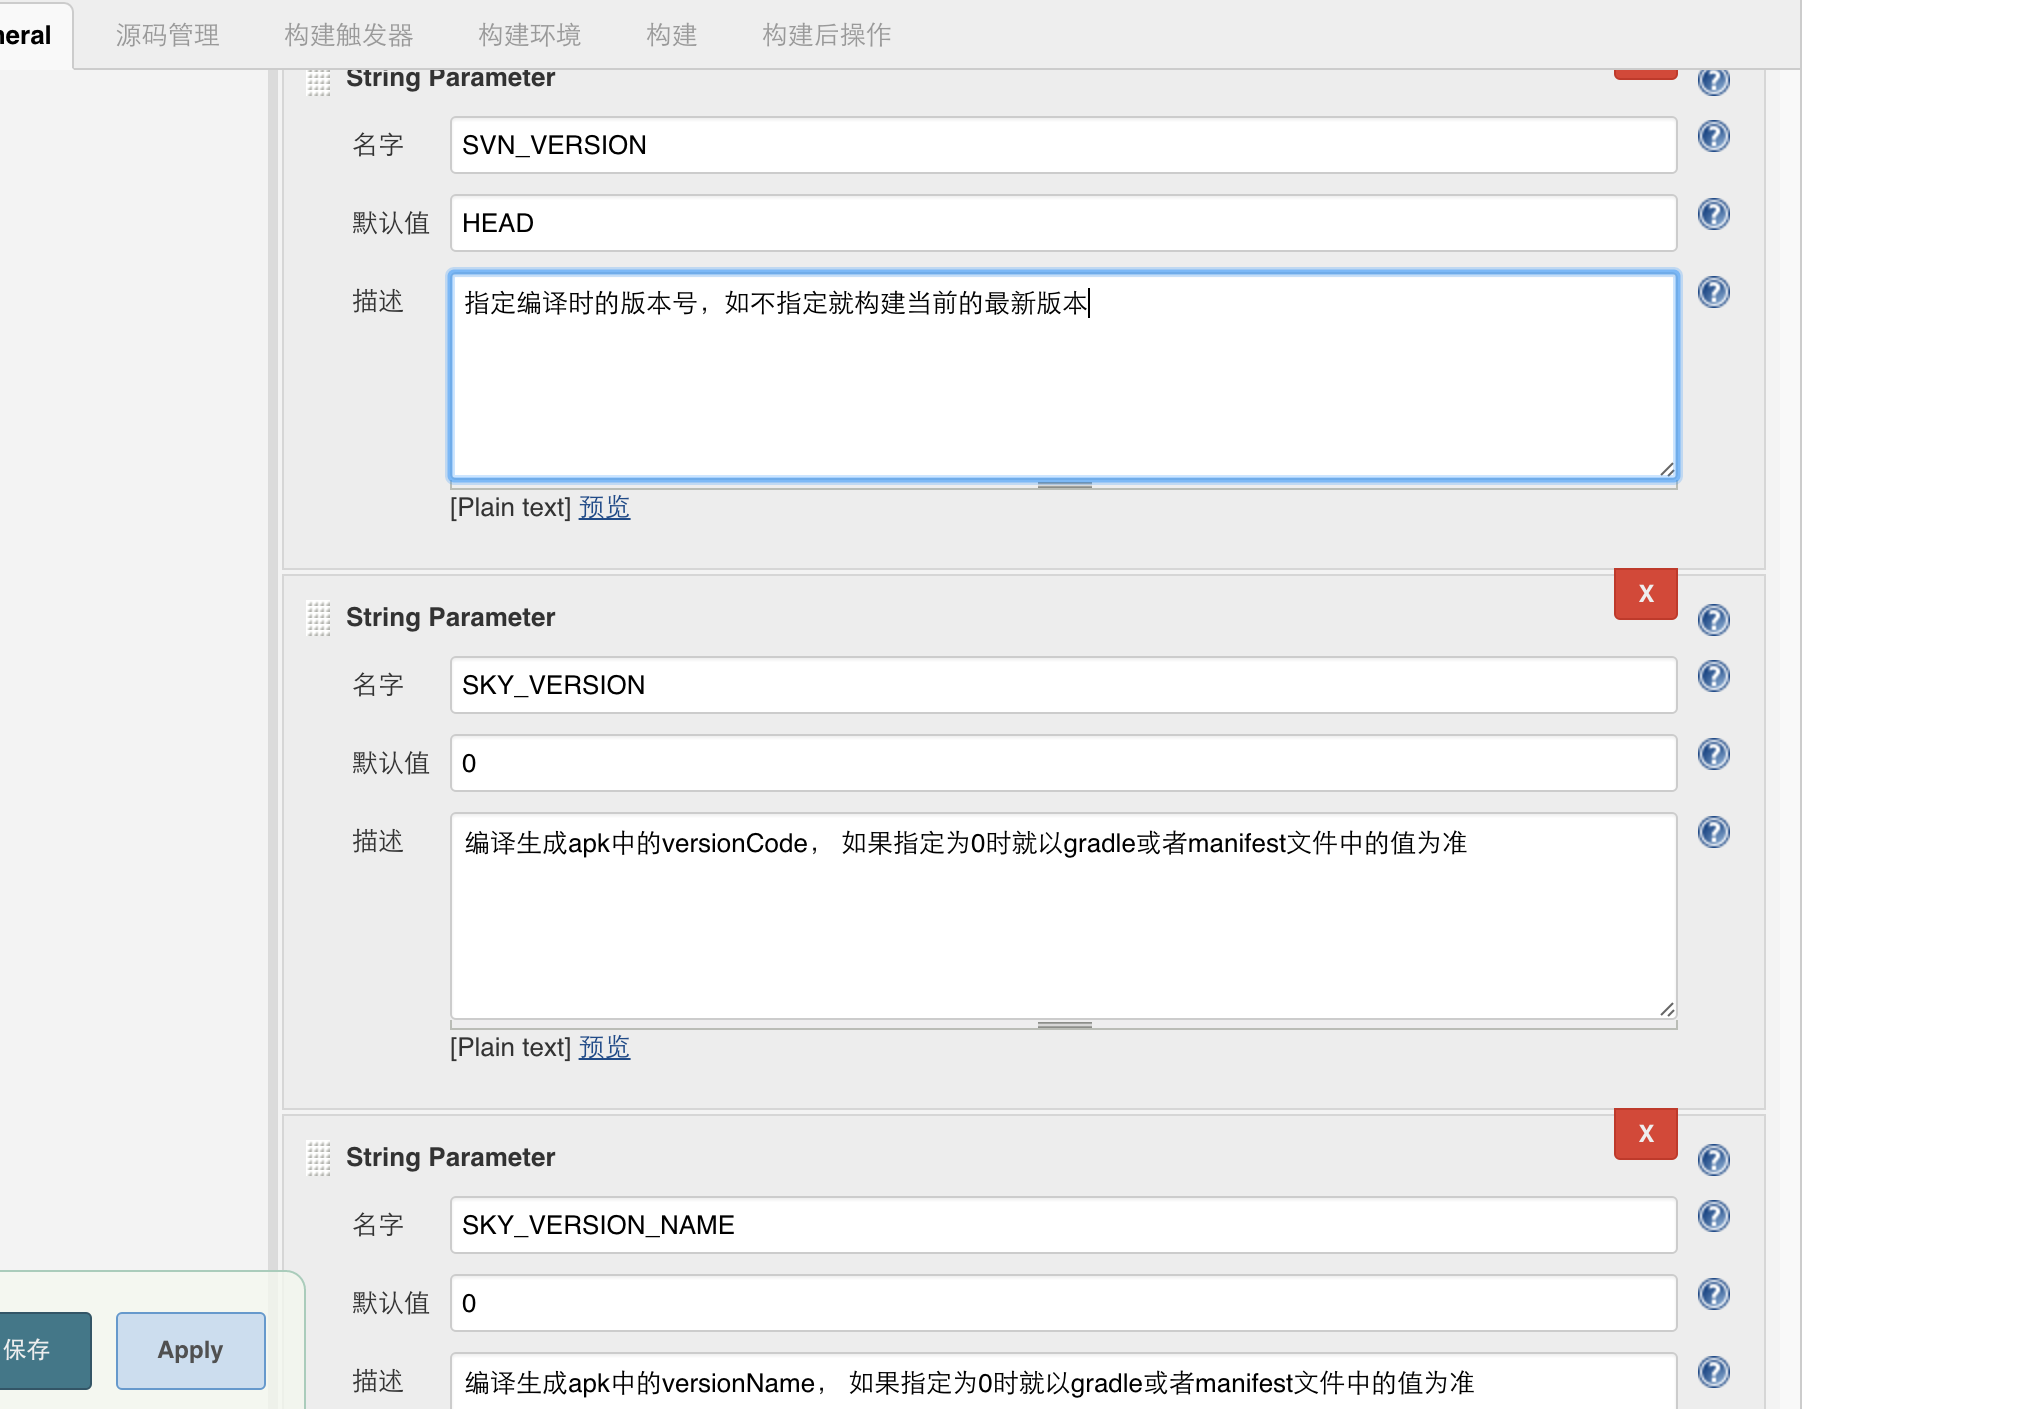 neral 源码管理 构建触发器 构建环境 构建 构建后操作
String Parameter
名字 SVN_VERSION
默认值 HEAD
描述 指定编译时的版本号，如不指定就构建当前的最新版本
[Plain text] 预览
X
String Parameter
名字 SKY_VERSION
默认值 0
描述 编译生成apk中的versionCode， 如果指定为0时就以gradle或者manifest文件中的值为准
[Plain text] 预览
X
String Parameter
名字 SKY_VERSION_NAME
默认值 0
描述 编译生成apk中的versionName， 如果指定为0时就以gradle或者manifest文件中的值为准
保存 Apply